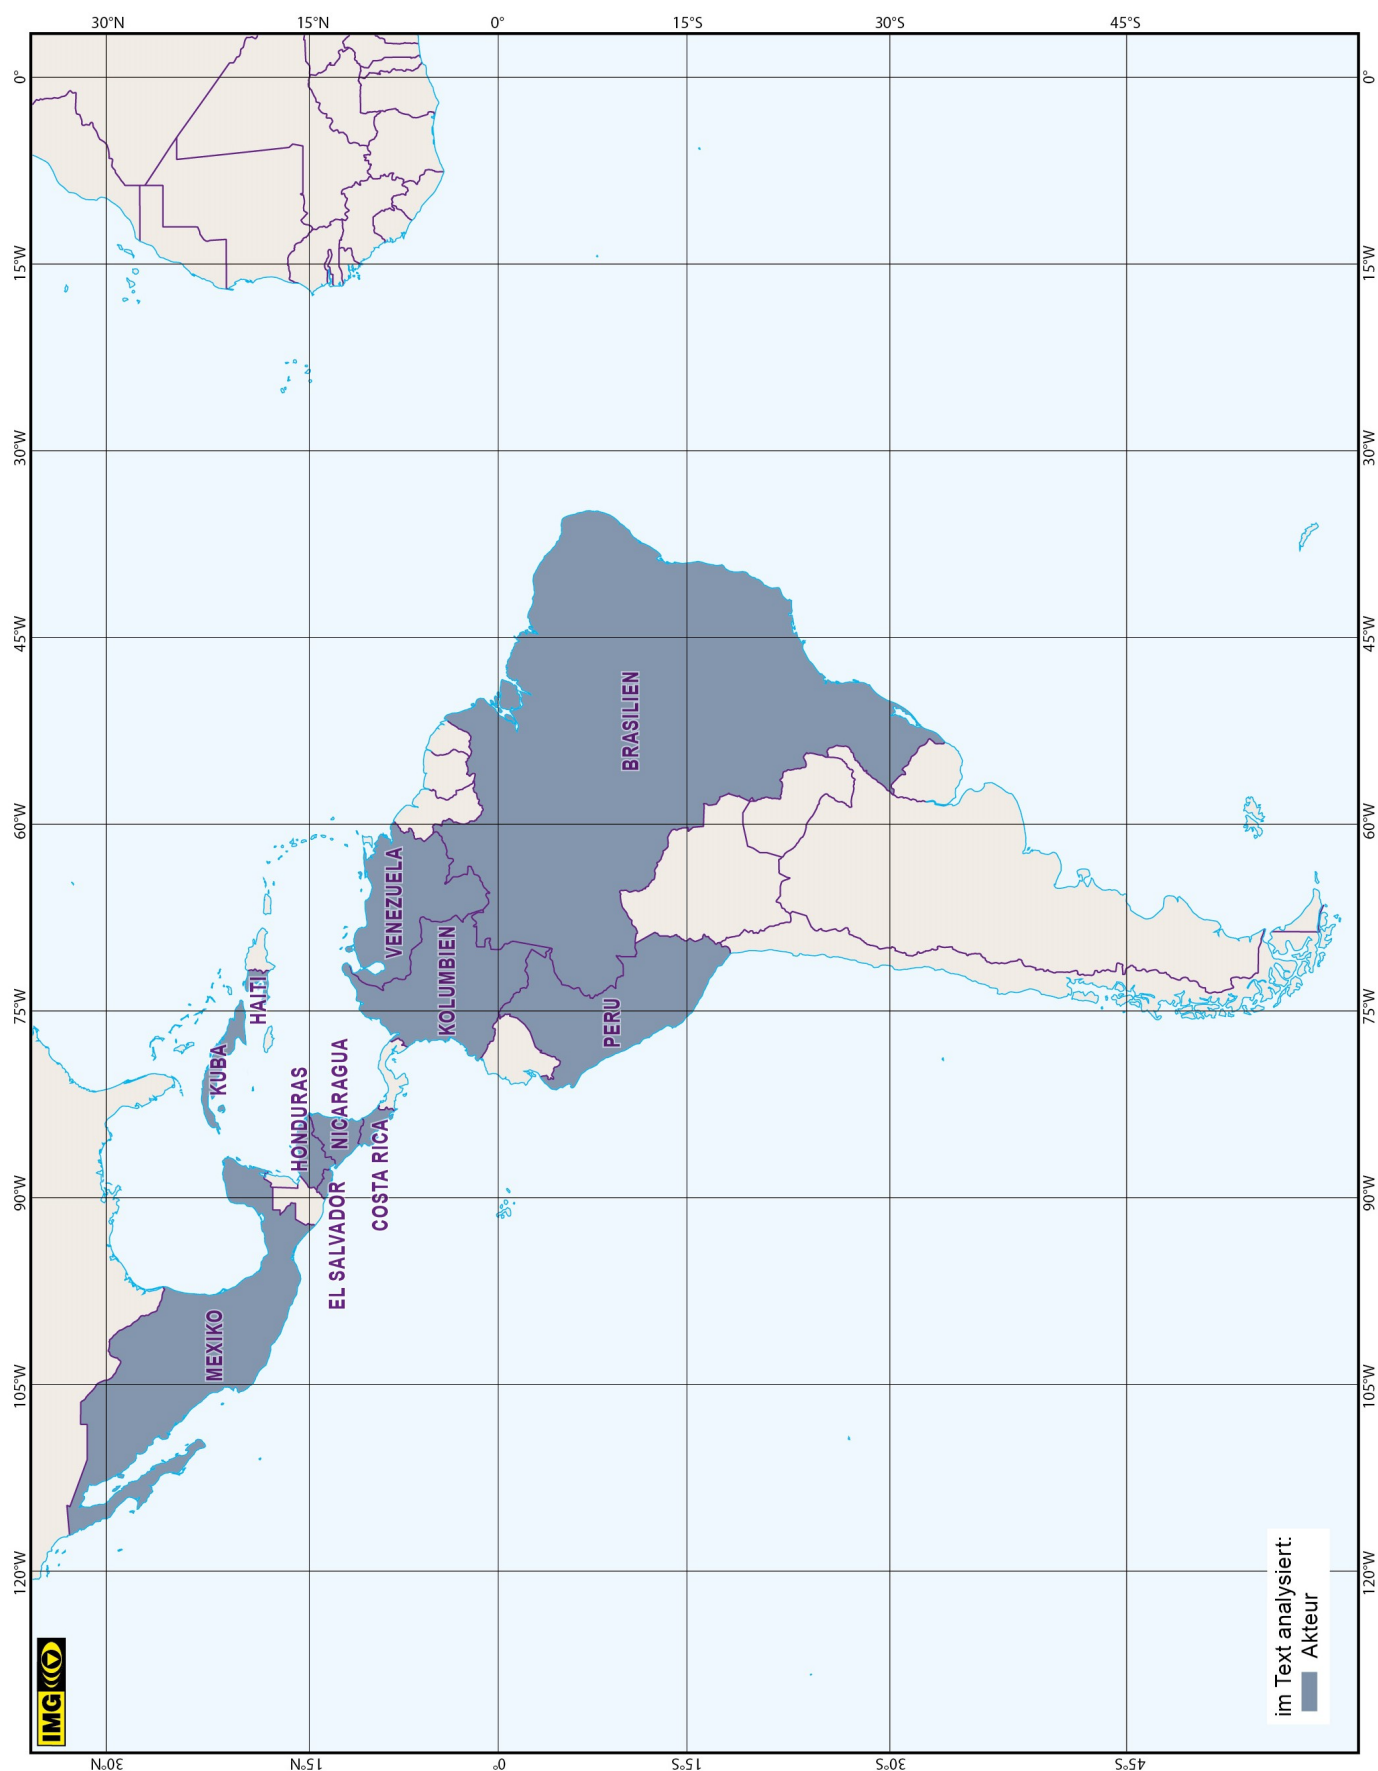 30°N
15°N
0°
15°S
30°S
45°S
0°
15°W
30°W
45°W
60°W
75°W
90°W
105°W
120°W
0°
15°W
30°W
45°W
60°W
75°W
90°W
105°W
120°W
BRASILIEN
VENEZUELA
KOLUMBIEN
PERU
HAITI
KUBA
HONDURAS
NICARAGUA
COSTA RICA
EL SALVADOR
MEXIKO
im Text analysiert:
Akteur
IMG
30°N
15°N
0°
15°S
30°S
45°S